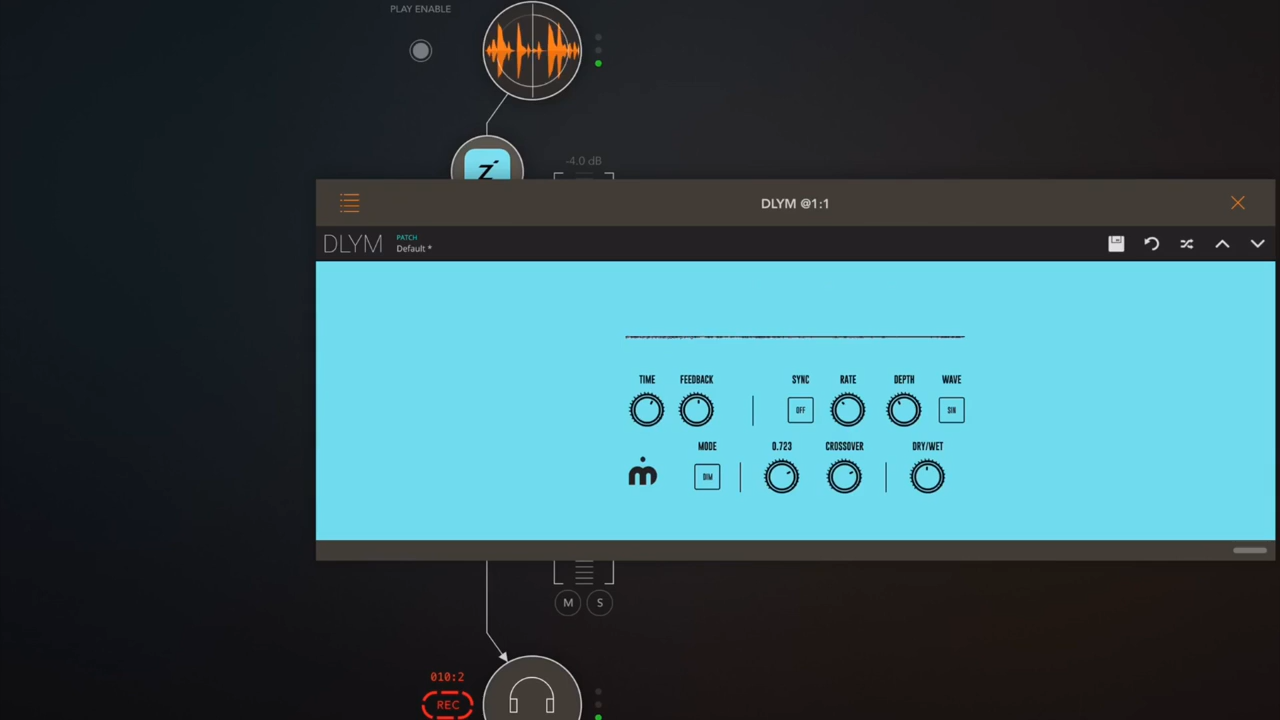 PLAY ENABLE
Z
-4.0 dB
DLYM @1:1
DLYM
PATCH
Default *
TIME FEEDBACK SYNC RATE DEPTH WAVE
OFF SIN
MODE 0.723 CROSSOVER DRY/WET
m DIM
M S
010:2
REC